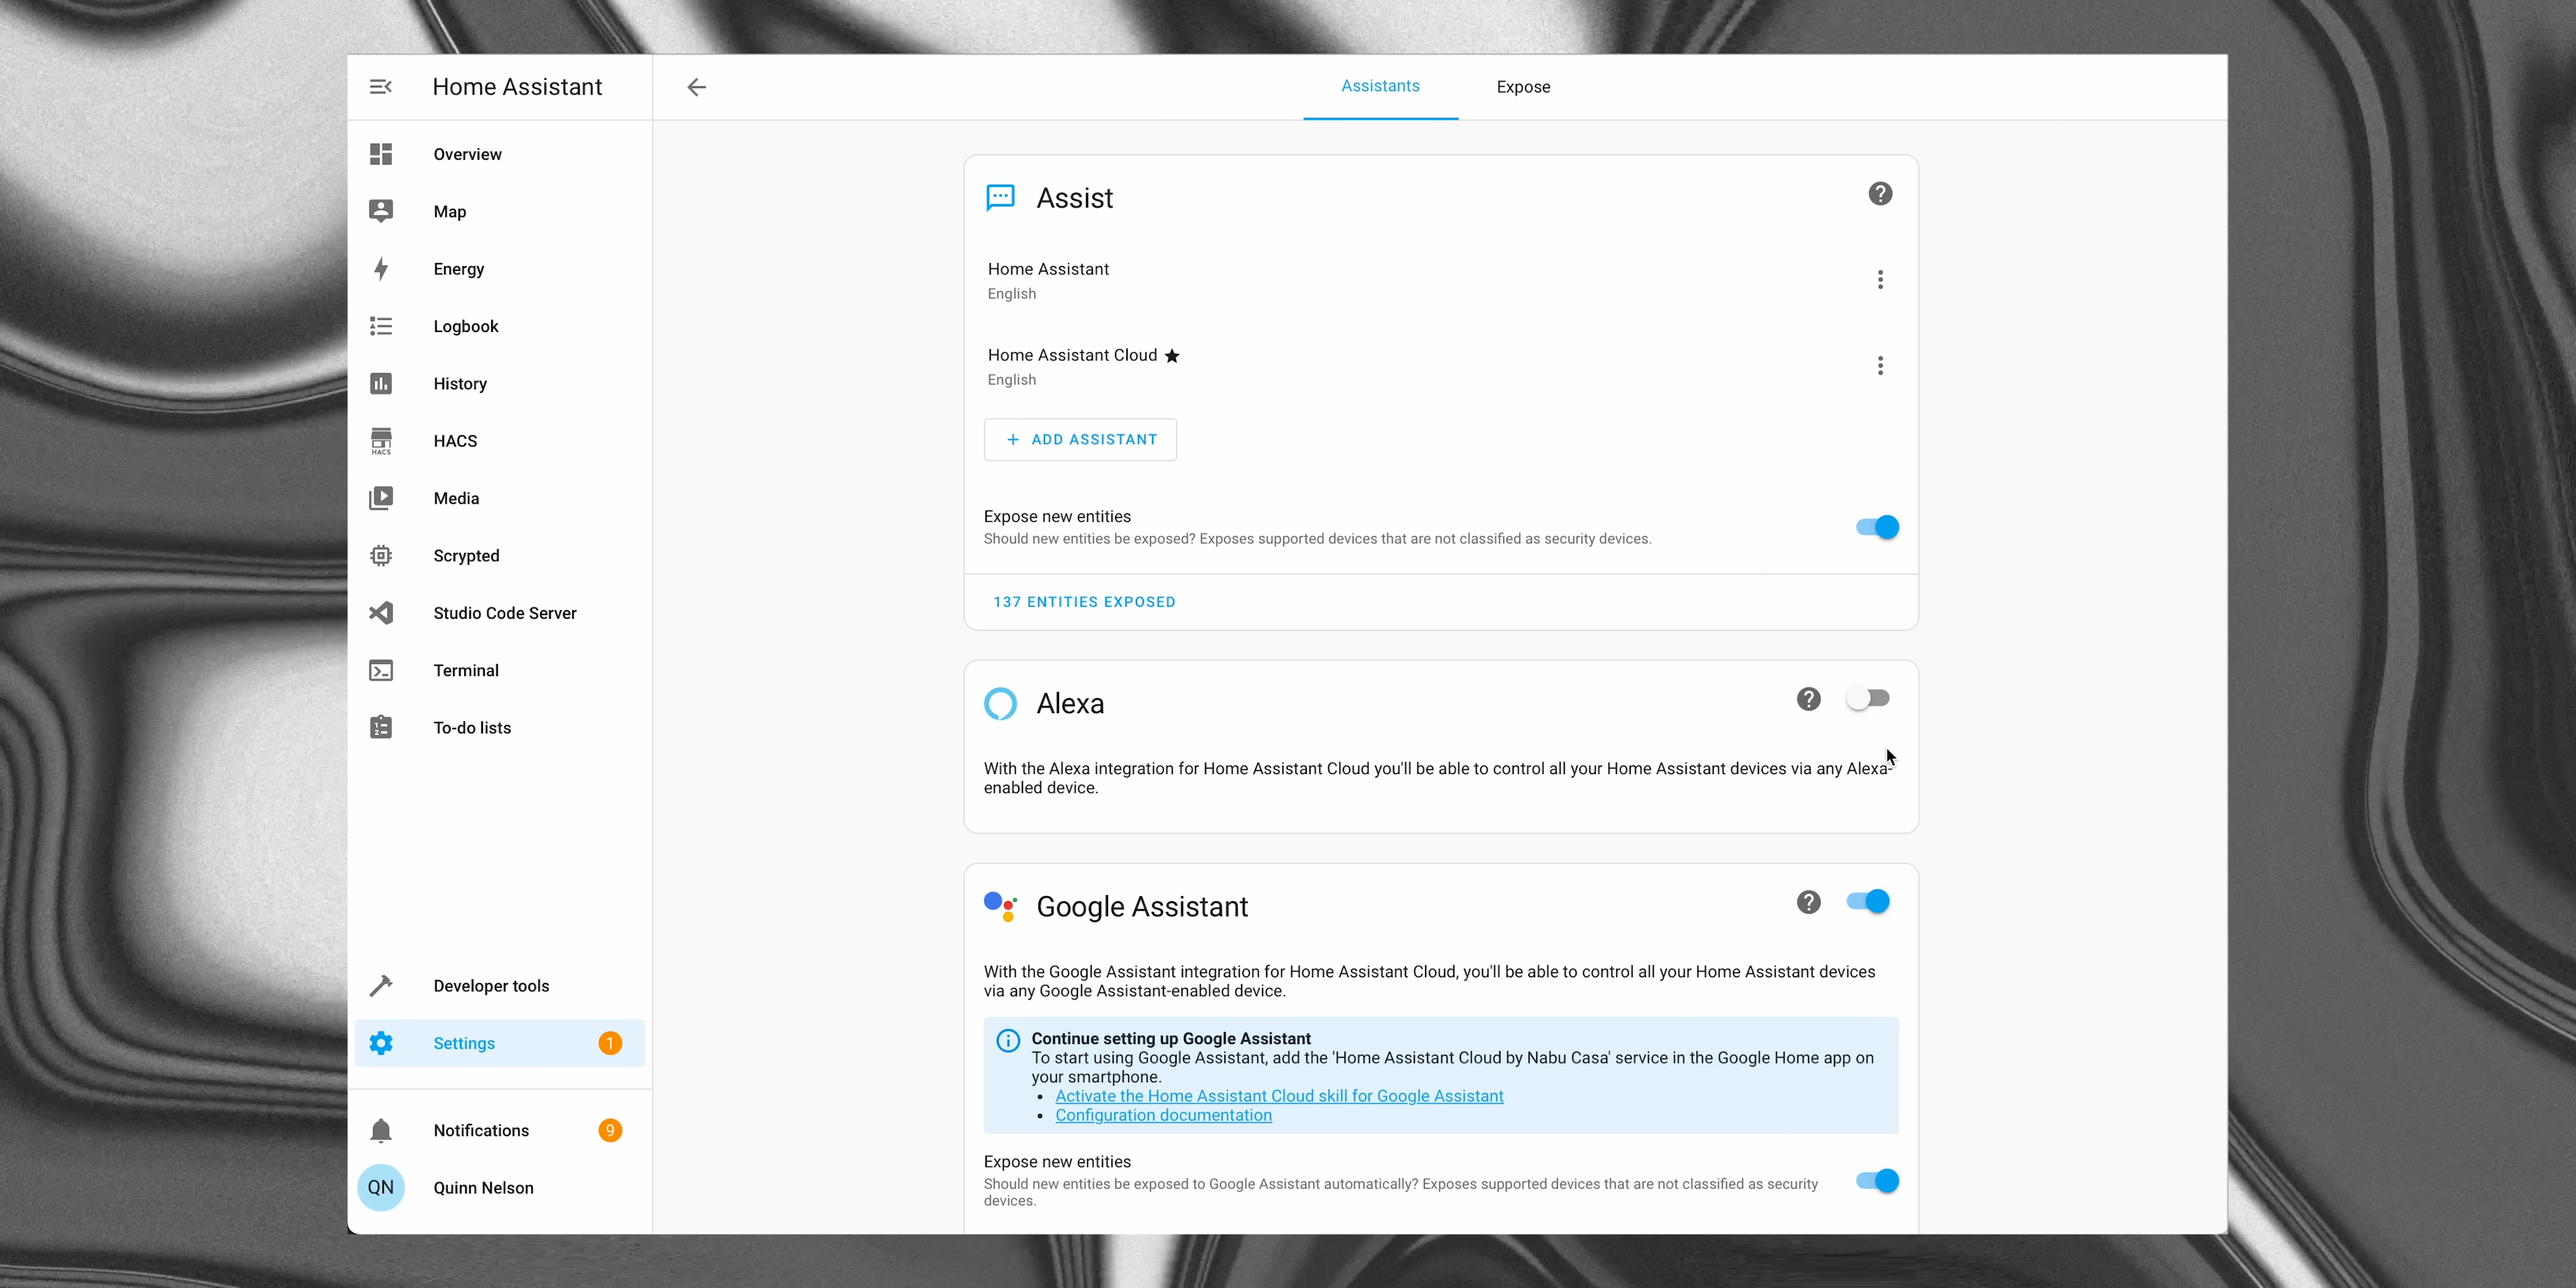 Home Assistant
Assistants
Expose
Overview
Map
Energy
Logbook
History
HACS
HACS
Media
Scrypted
Studio Code Server
Terminal
To-do lists
Developer tools
Settings
1
Notifications
9
QN
Quinn Nelson
Assist
Home Assistant
English
Home Assistant Cloud
English
+ ADD ASSISTANT
Expose new entities
Should new entities be exposed? Exposes supported devices that are not classified as security devices.
137 ENTITIES EXPOSED
Alexa
With the Alexa integration for Home Assistant Cloud you'll be able to control all your Home Assistant devices via any Alexa-
enabled device.
Google Assistant
With the Google Assistant integration for Home Assistant Cloud, you'll be able to control all your Home Assistant devices
via any Google Assistant-enabled device.
Continue setting up Google Assistant
To start using Google Assistant, add the 'Home Assistant Cloud by Nabu Casa' service in the Google Home app on
your smartphone.
• Activate the Home Assistant Cloud skill for Google Assistant
• Configuration documentation
Expose new entities
Should new entities be exposed to Google Assistant automatically? Exposes supported devices that are not classified as security
devices.